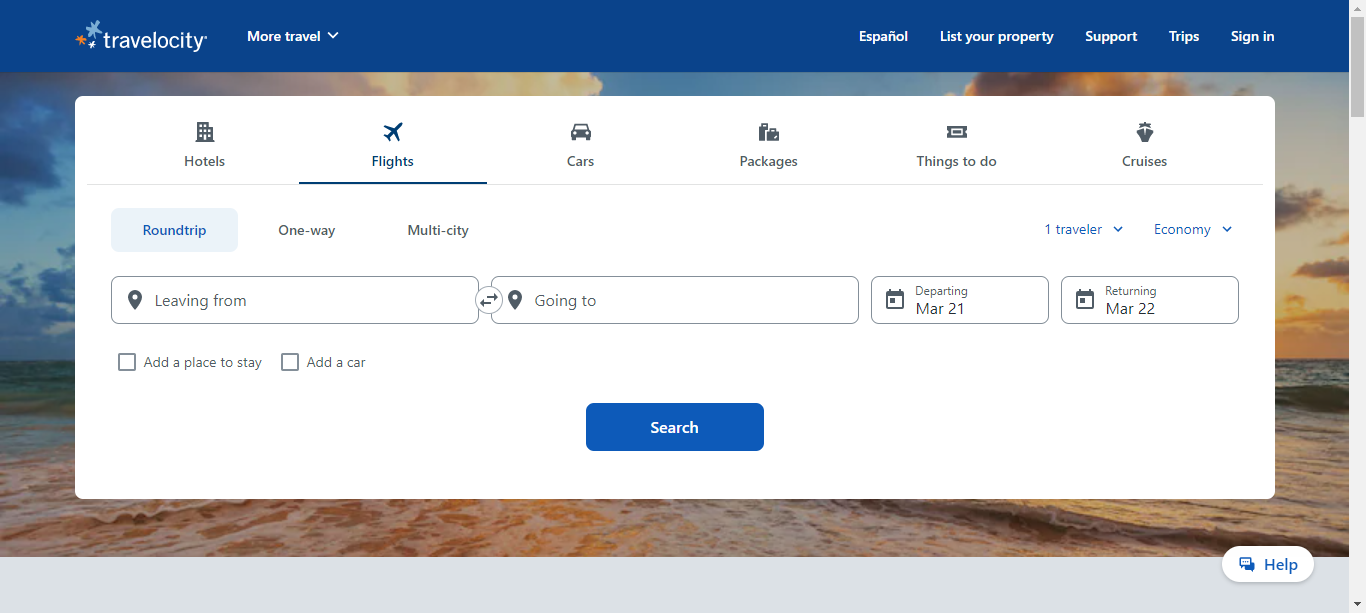 travelocity
More travel
Español
List your property
Support
Trips
Sign in
Hotels
Flights
Cars
Packages
Things to do
Cruises
Roundtrip
One-way
Multi-city
1 traveler
Economy
Leaving from
Going to
Departing
Mar 21
Returning
Mar 22
Add a place to stay
Add a car
Search
Help